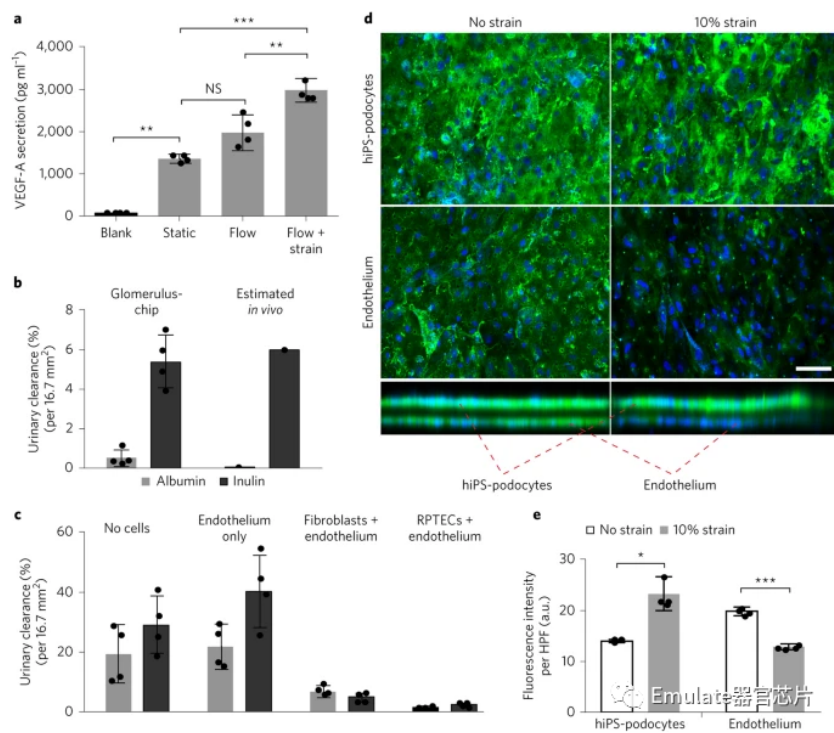 a
***
**
NS
**
VEGF-A secretion (pg ml⁻¹)
4,000
3,000
2,000
1,000
0
Blank
Static
Flow
Flow +
strain
b
Glomerulus-
chip
Estimated
in vivo
Urinary clearance (%)
(per 16.7 mm²)
8
6
4
2
0
Albumin
Inulin
c
No cells
Endothelium
only
Fibroblasts +
endothelium
RPTECs +
endothelium
Urinary clearance (%)
(per 16.7 mm²)
60
40
20
0
d
No strain
10% strain
hiPS-podocytes
Endothelium
hiPS-podocytes
Endothelium
e
No strain
10% strain
*
***
Fluorescence intensity
per HPF (a.u.)
30
20
10
0
hiPS-podocytes
Endothelium
Emulate器官芯片